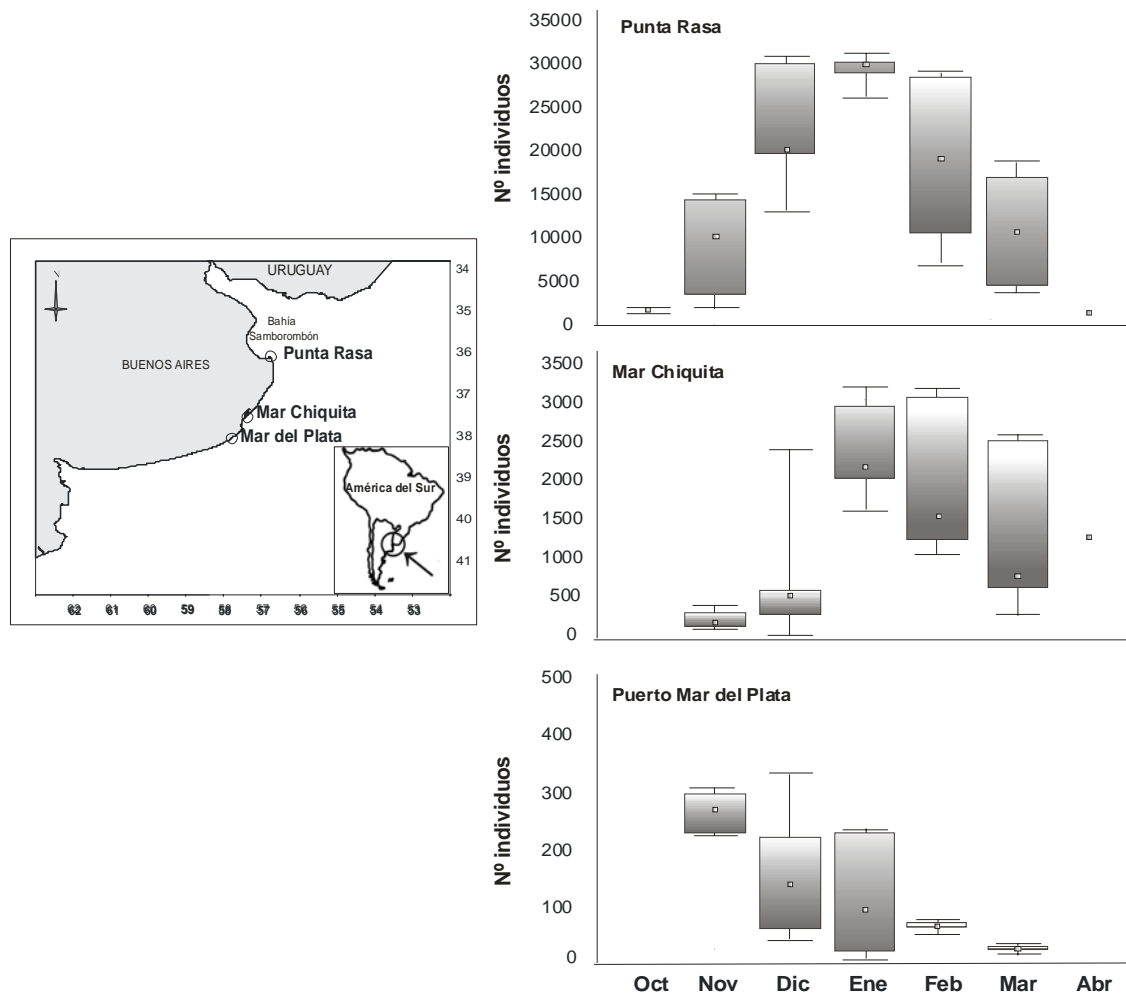 N
URUGUAY
Bahía
Samborombón
Punta Rasa
BUENOS AIRES
Mar Chiquita
Mar del Plata
América del Sur
34
35
36
37
38
39
40
41
62 61 60 59 58 57 56 55 54 53
Punta Rasa
Nº individuos
35000
30000
25000
20000
15000
10000
5000
0
Mar Chiquita
Nº individuos
3500
3000
2500
2000
1500
1000
500
0
Puerto Mar del Plata
Nº individuos
500
400
300
200
100
0
Oct Nov Dic Ene Feb Mar Abr